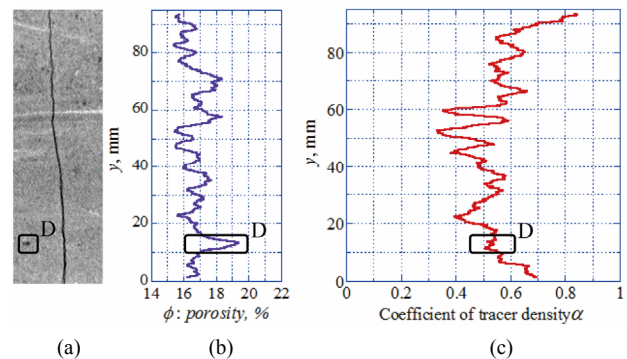 D
y, mm
80
60
40
20
0
D
14 16 18 20 22
ϕ : porosity, %
y, mm
80
60
40
20
0
D
0 0.2 0.4 0.6 0.8 1
Coefficient of tracer densityα
(a) (b) (c)